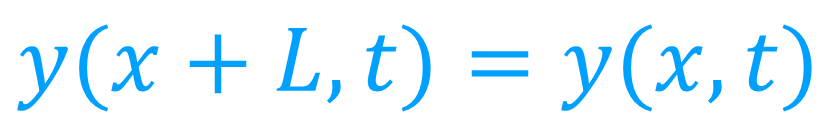 y(x + L, t) = y(x, t)